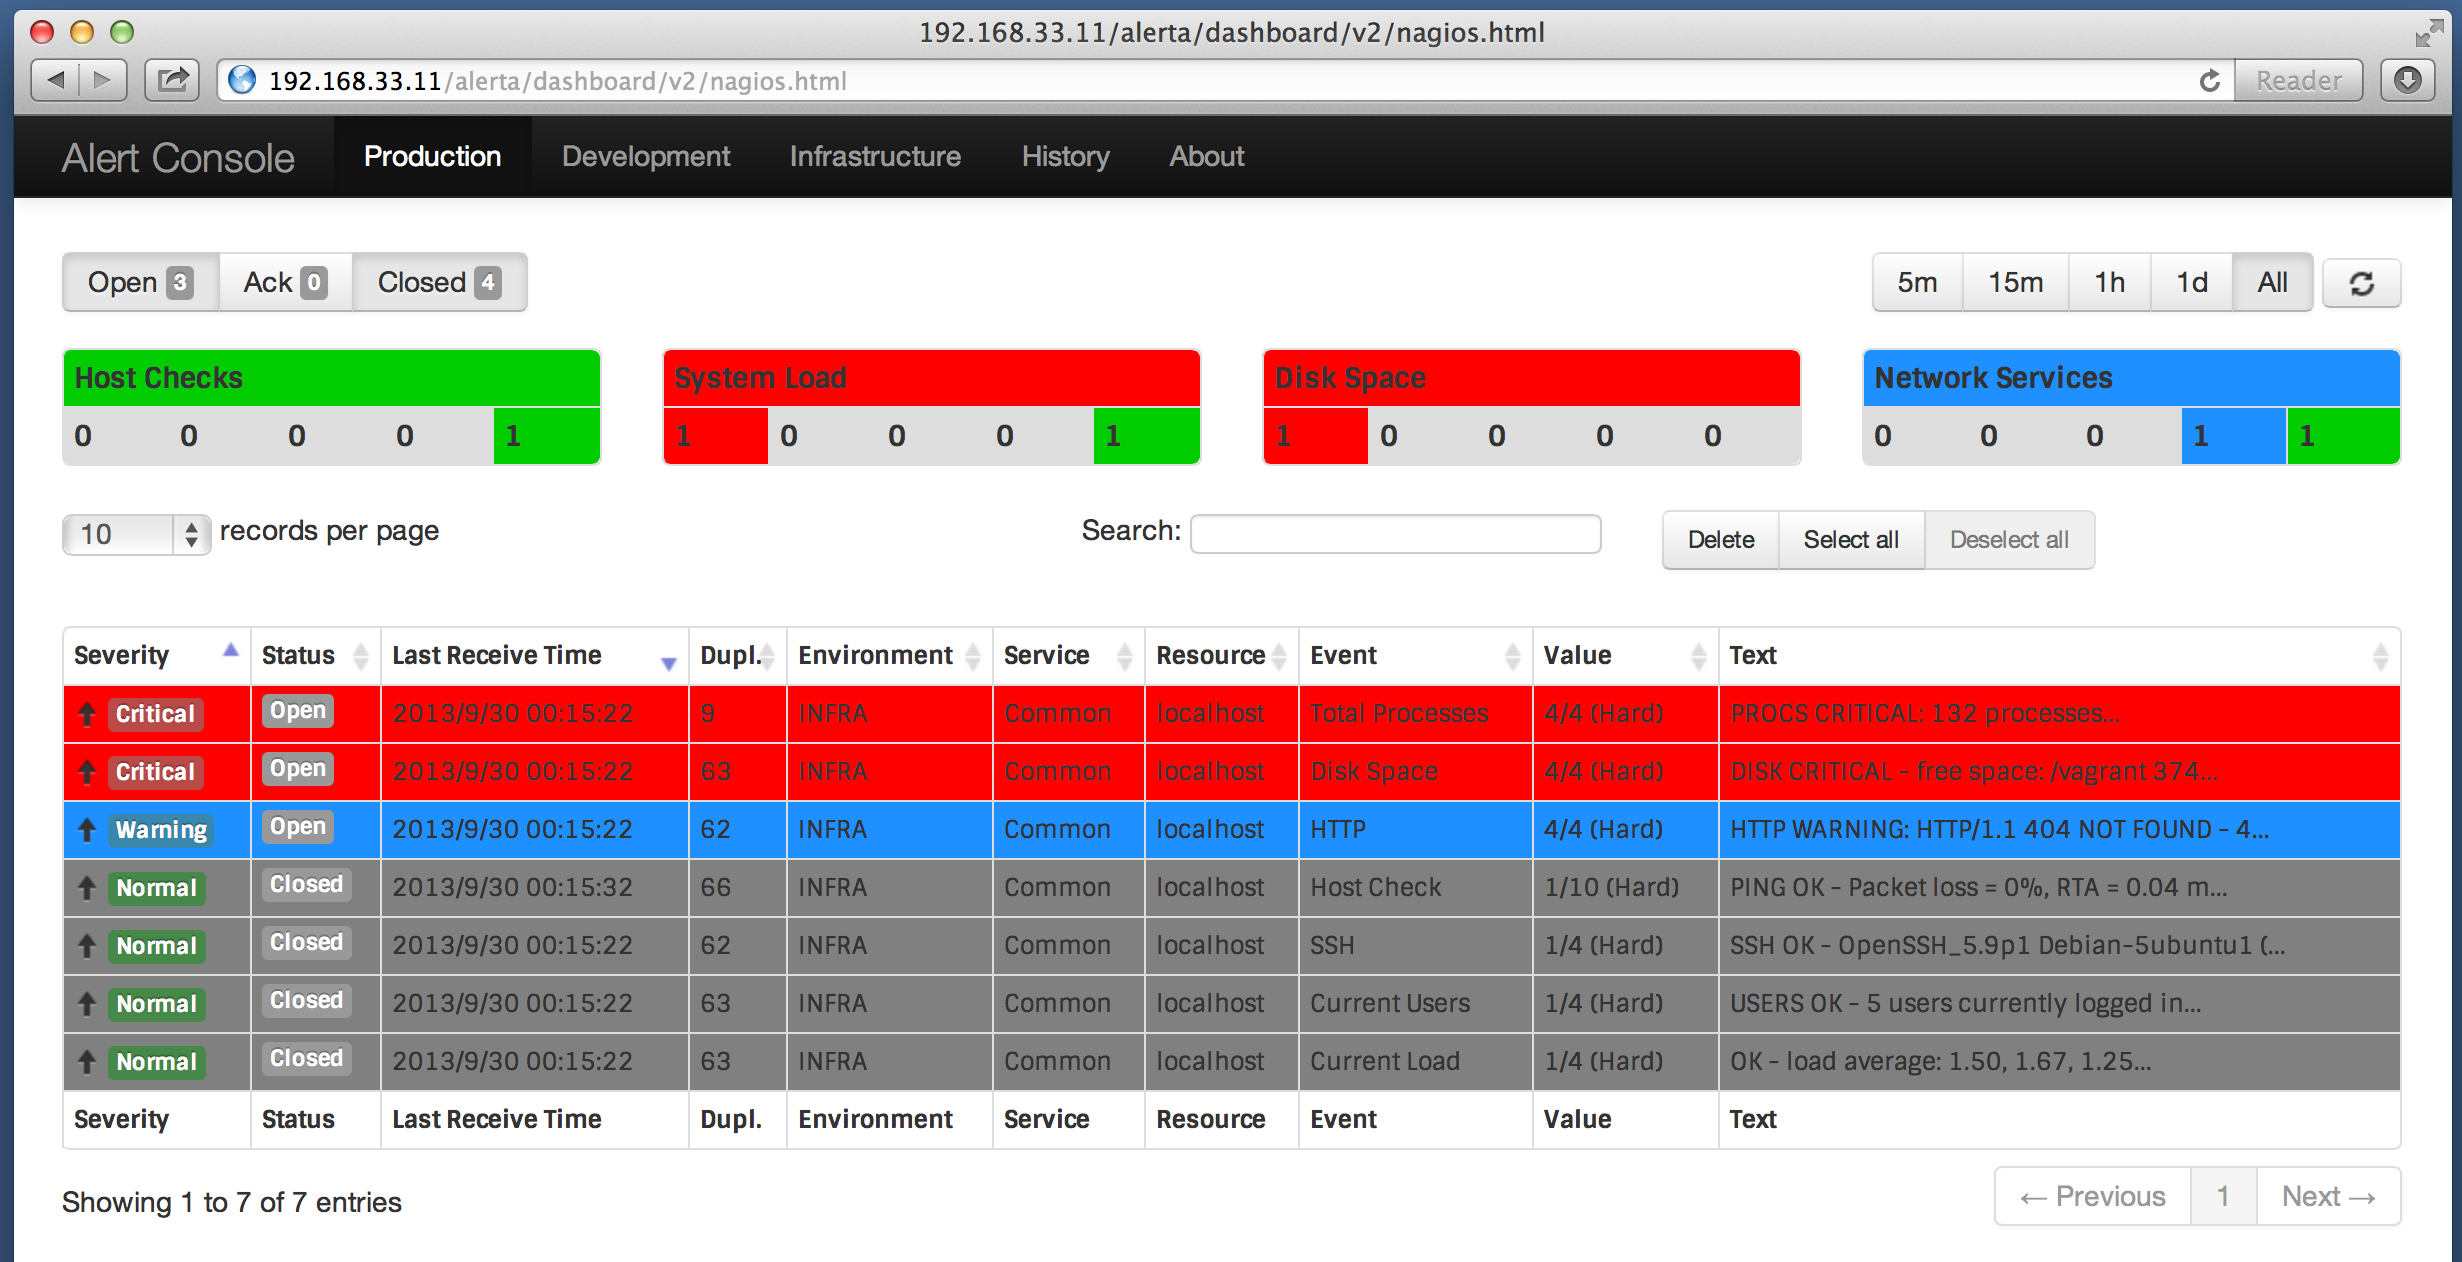 192.168.33.11/alerta/dashboard/v2/nagios.html
192.168.33.11/alerta/dashboard/v2/nagios.html Reader
Alert Console Production Development Infrastructure History About
Open 3 Ack 0 Closed 4 5m 15m 1h 1d All
Host Checks System Load Disk Space Network Services
0 0 0 0 1 1 0 0 0 1 1 0 0 0 0 0 0 0 1 1
10 records per page Search: Delete Select all Deselect all
Severity Status Last Receive Time Dupl. Environment Service Resource Event Value Text
Critical Open 2013/9/30 00:15:22 9 INFRA Common localhost Total Processes 4/4 (Hard) PROCS CRITICAL: 132 processes...
Critical Open 2013/9/30 00:15:22 63 INFRA Common localhost Disk Space 4/4 (Hard) DISK CRITICAL - free space: /vagrant 374...
Warning Open 2013/9/30 00:15:22 62 INFRA Common localhost HTTP 4/4 (Hard) HTTP WARNING: HTTP/1.1 404 NOT FOUND - 4...
Normal Closed 2013/9/30 00:15:32 66 INFRA Common localhost Host Check 1/10 (Hard) PING OK - Packet loss = 0%, RTA = 0.04 m...
Normal Closed 2013/9/30 00:15:22 62 INFRA Common localhost SSH 1/4 (Hard) SSH OK - OpenSSH_5.9p1 Debian-5ubuntu1 (...
Normal Closed 2013/9/30 00:15:22 63 INFRA Common localhost Current Users 1/4 (Hard) USERS OK - 5 users currently logged in...
Normal Closed 2013/9/30 00:15:22 63 INFRA Common localhost Current Load 1/4 (Hard) OK - load average: 1.50, 1.67, 1.25...
Severity Status Last Receive Time Dupl. Environment Service Resource Event Value Text
Showing 1 to 7 of 7 entries ← Previous 1 Next →